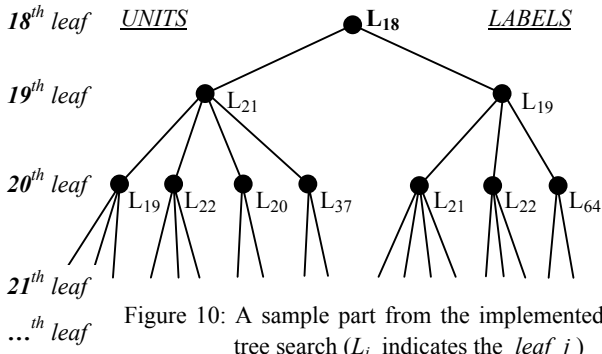 18th leaf UNITS L18 LABELS
19th leaf L21 L19
20th leaf L19 L22 L20 L37 L21 L22 L64
21th leaf
...th leaf
Figure 10: A sample part from the implemented
tree search (Li indicates the leaf i)